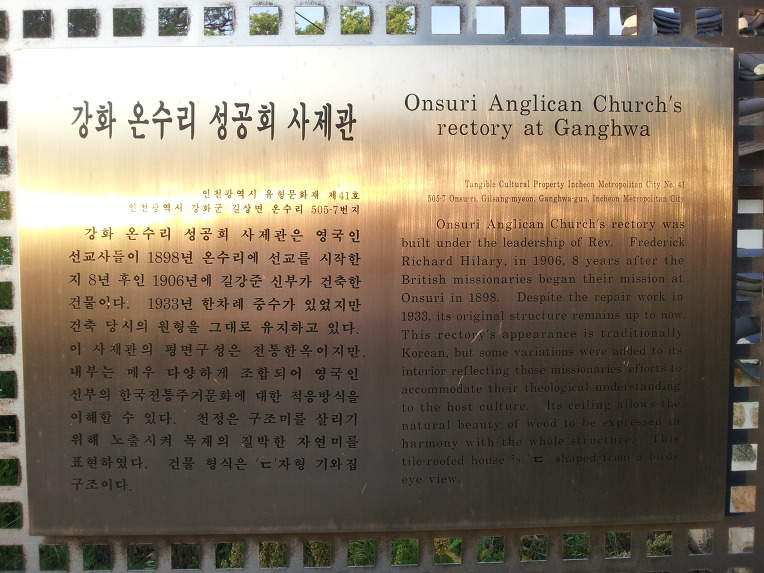 강화 온수리 성공회 사제관
인천광역시 유형문화재 제41호
인천광역시 강화군 길상면 온수리 505-7번지
강화 온수리 성공회 사제관은 영국인
선교사들이 1898년 온수리에 선교를 시작한
지 8년 후인 1906년에 길강준 신부가 건축한
건물이다. 1933년 한차례 중수가 있었지만
건축 당시의 원형을 그대로 유지하고 있다.
이 사제관의 평면구성은 전통한옥이지만,
내부는 매우 다양하게 조합되어 영국인
신부의 한국전통주거문화에 대한 적응방식을
이해할 수 있다. 천정은 구조미를 살리기
위해 노출시켜 목재의 질박한 자연미를
표현하였다. 건물 형식은 'ㄷ'자형 기와집
구조이다.
Onsuri Anglican Church's
rectory at Ganghwa
Tangible Cultural Property Incheon Metropolitan City No. 41
505-7 Onsu-ri, Gilsang-myeon, Ganghwa-gun, Incheon Metropolitan City
Onsuri Anglican Church's rectory was
built under the leadership of Rev. Frederick
Richard Hilary, in 1906, 8 years after the
British missionaries began their mission at
Onsuri in 1898. Despite the repair work in
1933, its original structure remains up to now.
This rectory's appearance is traditionally
Korean, but some variations were added to its
interior reflecting those missionaries' efforts to
accommodate their theological understanding
to the host culture. Its ceiling allows the
natural beauty of wood to be expressed in
harmony with the whole structure. This
tile-roofed house is 'ㄷ' shaped from a birds
eye view.